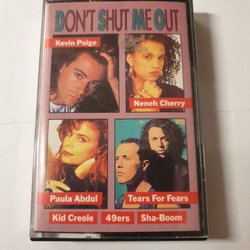 DON'T SHUT ME OUT
Kevin Paige
Neneh Cherry
Paula Abdul
Tears For Fears
Kid Creole
49ers
Sha-Boom